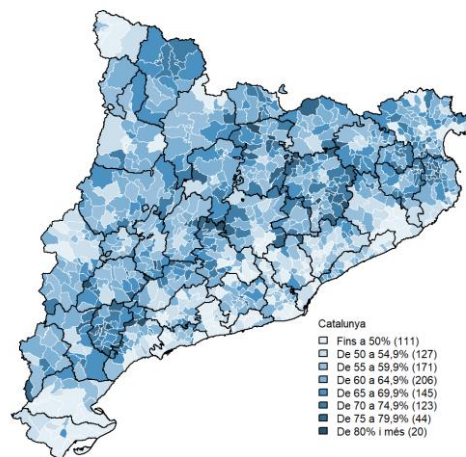 Catalunya
Fins a 50% (111)
De 50 a 54,9% (127)
De 55 a 59,9% (171)
De 60 a 64,9% (206)
De 65 a 69,9% (145)
De 70 a 74,9% (123)
De 75 a 79,9% (44)
De 80% i més (20)